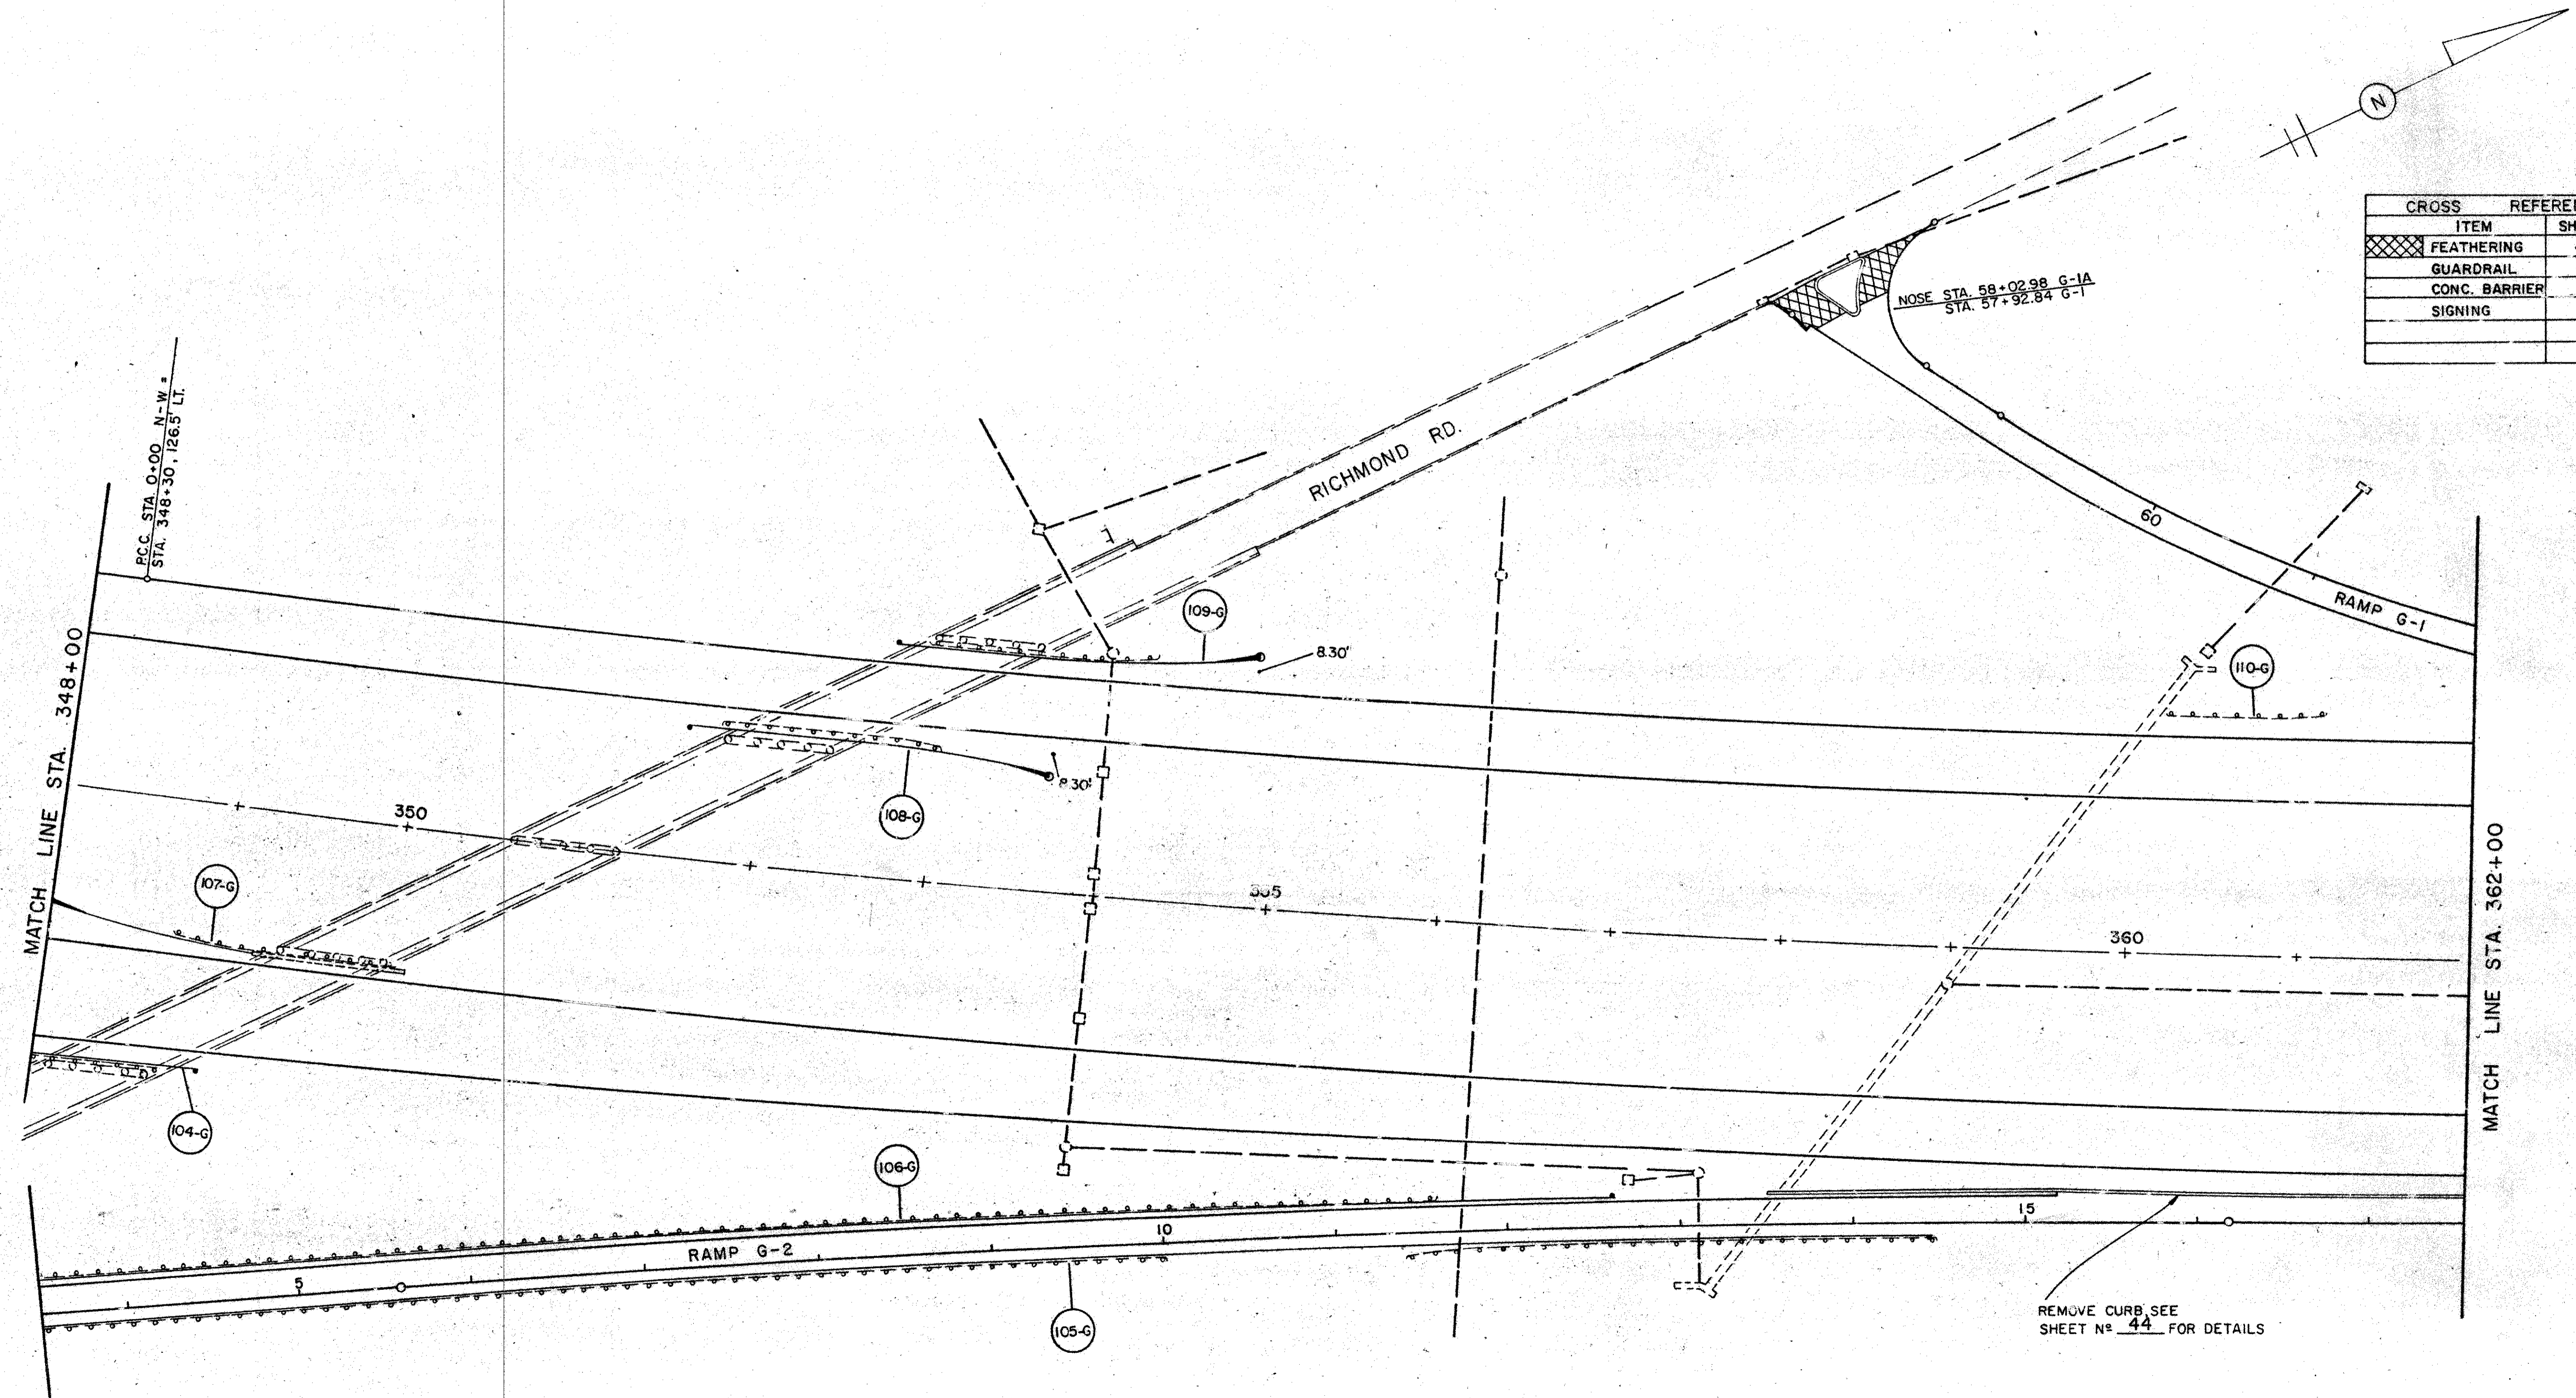 N
CROSS
ITEM
FEATHERING
GUARDRAIL
CONC. BARRIER
SIGNING
NOSE STA. 58+02.98 G-1A
STA. 57+92.84 G-1
P.C.C. STA. 0+00 N-W =
STA. 348+30, 126.5' LT.
RICHMOND RD.
60
RAMP G-1
MATCH LINE STA. 348+00
109-G
8.30'
110-G
108-G
8.30'
350
355
360
107-G
104-G
MATCH LINE STA. 362+00
106-G
10
15
RAMP G-2
5
105-G
REMOVE CURB, SEE
SHEET Nº 44 FOR DETAILS